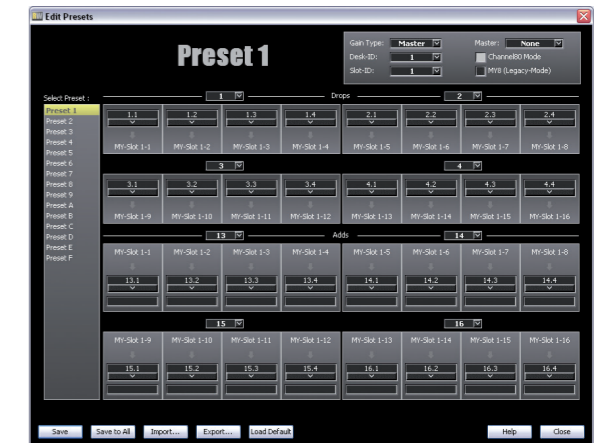 Edit Presets
Preset 1
Gain Type: Master Master: None
Desk-ID: 1 Channel80 Mode
Slot-ID: 1 MY8 (Legacy-Mode)
Select Preset :
Preset 1
Preset 2
Preset 3
Preset 4
Preset 5
Preset 6
Preset 7
Preset 8
Preset 9
Preset A
Preset B
Preset C
Preset D
Preset E
Preset F
1 Drops 2
1.1 1.2 1.3 1.4 2.1 2.2 2.3 2.4
MY-Slot 1-1 MY-Slot 1-2 MY-Slot 1-3 MY-Slot 1-4 MY-Slot 1-5 MY-Slot 1-6 MY-Slot 1-7 MY-Slot 1-8
3 4
3.1 3.2 3.3 3.4 4.1 4.2 4.3 4.4
MY-Slot 1-9 MY-Slot 1-10 MY-Slot 1-11 MY-Slot 1-12 MY-Slot 1-13 MY-Slot 1-14 MY-Slot 1-15 MY-Slot 1-16
13 Adds 14
MY-Slot 1-1 MY-Slot 1-2 MY-Slot 1-3 MY-Slot 1-4 MY-Slot 1-5 MY-Slot 1-6 MY-Slot 1-7 MY-Slot 1-8
13.1 13.2 13.3 13.4 14.1 14.2 14.3 14.4
15 16
MY-Slot 1-9 MY-Slot 1-10 MY-Slot 1-11 MY-Slot 1-12 MY-Slot 1-13 MY-Slot 1-14 MY-Slot 1-15 MY-Slot 1-16
15.1 15.2 15.3 15.4 16.1 16.2 16.3 16.4
Save Save to All Import... Export... Load Default Help Close